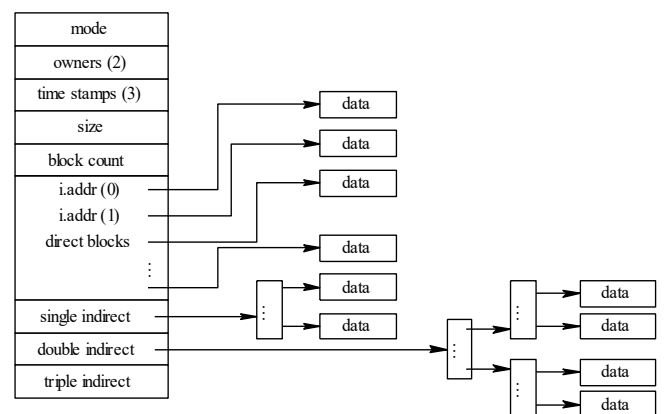 mode
owners (2)
time stamps (3)
size
block count
i.addr (0)
i.addr (1)
direct blocks
⋮
single indirect
double indirect
triple indirect
data
data
data
data
⋮
data
data
⋮
⋮
data
data
⋮
data
data